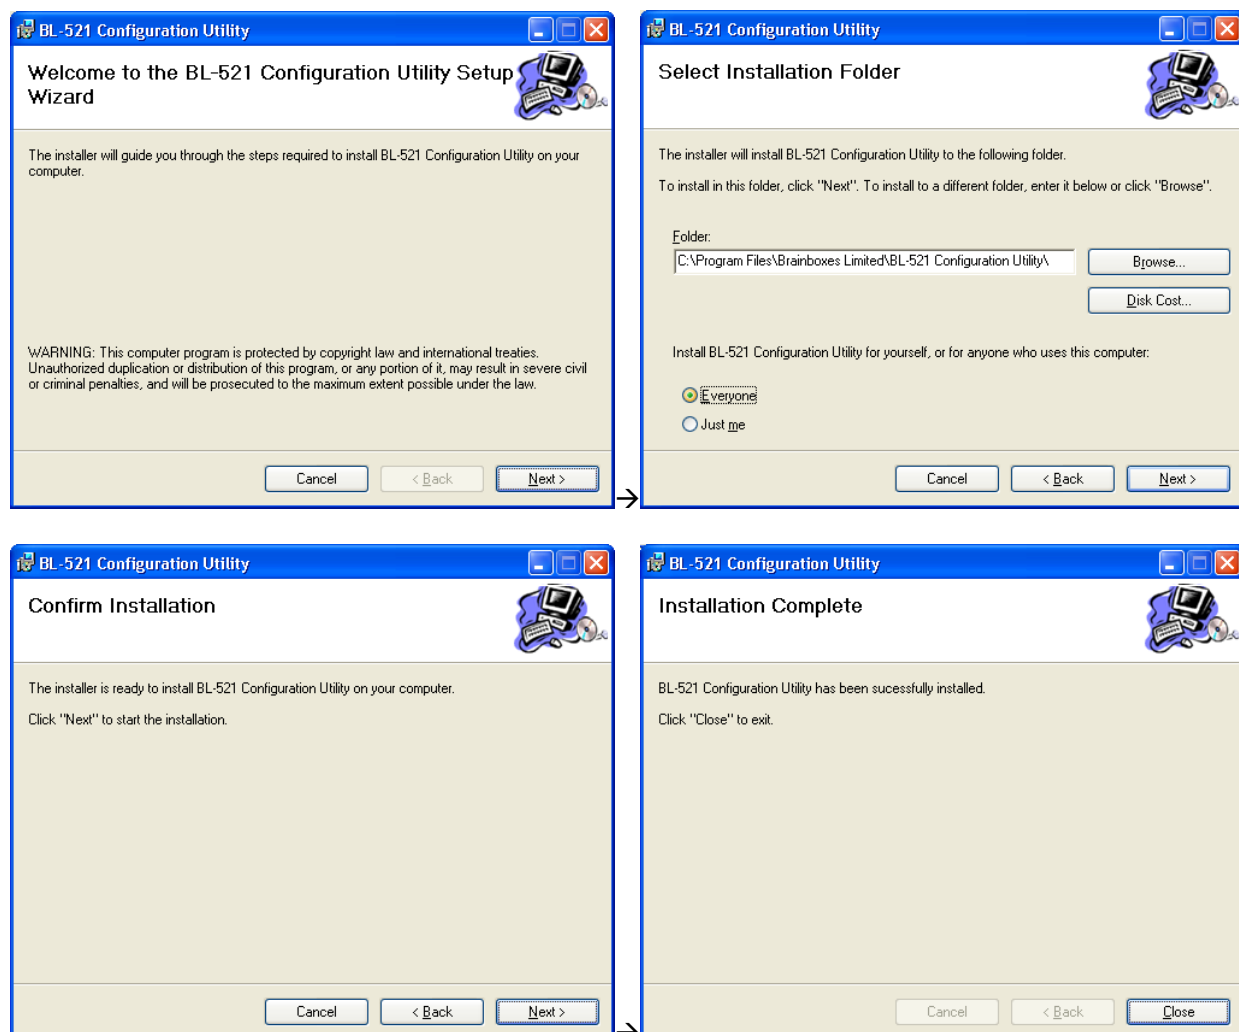 BL-521 Configuration Utility
Welcome to the BL-521 Configuration Utility Setup
Wizard
The installer will guide you through the steps required to install BL-521 Configuration Utility on your
computer.
WARNING: This computer program is protected by copyright law and international treaties.
Unauthorized duplication or distribution of this program, or any portion of it, may result in severe civil
or criminal penalties, and will be prosecuted to the maximum extent possible under the law.
Cancel < Back Next >
→
BL-521 Configuration Utility
Select Installation Folder
The installer will install BL-521 Configuration Utility to the following folder.
To install in this folder, click "Next". To install to a different folder, enter it below or click "Browse".
Folder:
C:\Program Files\Brainboxes Limited\BL-521 Configuration Utility\ Browse...
Disk Cost...
Install BL-521 Configuration Utility for yourself, or for anyone who uses this computer:
Everyone
Just me
Cancel < Back Next >
BL-521 Configuration Utility
Confirm Installation
The installer is ready to install BL-521 Configuration Utility on your computer.
Click "Next" to start the installation.
Cancel < Back Next >
→
BL-521 Configuration Utility
Installation Complete
BL-521 Configuration Utility has been sucessfully installed.
Click "Close" to exit.
Cancel < Back Close